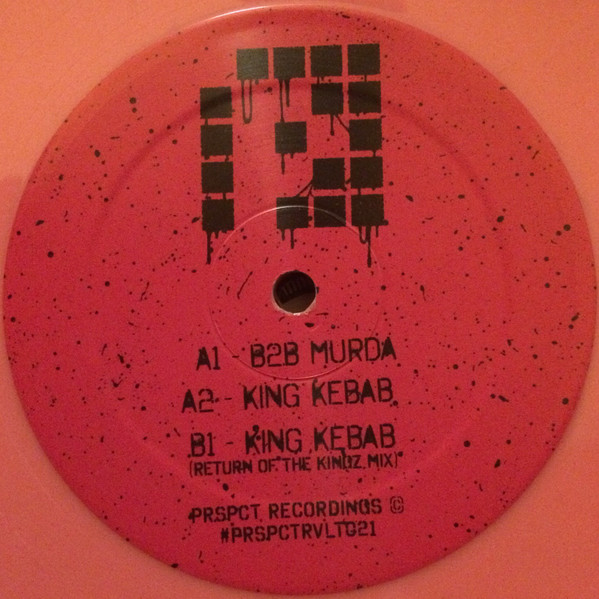 A1 - B2B MURDA
A2 - KING KEBAB
B1 - KING KEBAB
(RETURN OF THE KINGZ MIX)
PRSPCT RECORDINGS ©
#PRSPCTRVLT021